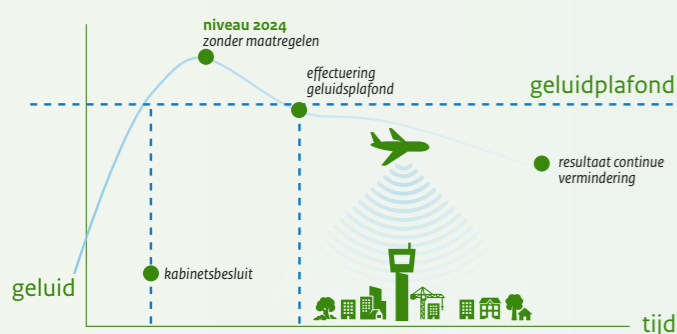 niveau 2024
zonder maatregelen
effectuering
geluidsplafond
geluidplafond
resultaat continue
vermindering
kabinetsbesluit
geluid
tijd